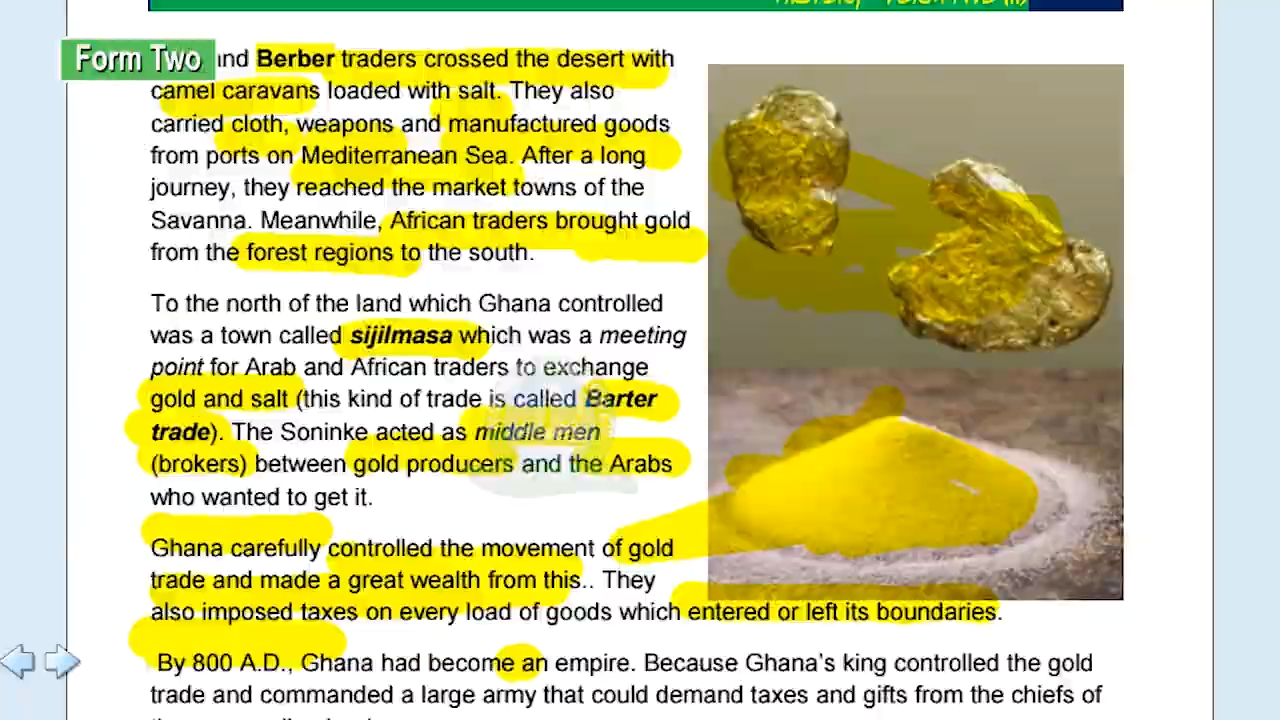 Form Two
and Berber traders crossed the desert with
camel caravans loaded with salt. They also
carried cloth, weapons and manufactured goods
from ports on Mediterranean Sea. After a long
journey, they reached the market towns of the
Savanna. Meanwhile, African traders brought gold
from the forest regions to the south.
To the north of the land which Ghana controlled
was a town called sijilmasa which was a meeting
point for Arab and African traders to exchange
gold and salt (this kind of trade is called Barter
trade). The Soninke acted as middle men
(brokers) between gold producers and the Arabs
who wanted to get it.
Ghana carefully controlled the movement of gold
trade and made a great wealth from this.. They
also imposed taxes on every load of goods which entered or left its boundaries.
By 800 A.D., Ghana had become an empire. Because Ghana's king controlled the gold
trade and commanded a large army that could demand taxes and gifts from the chiefs of